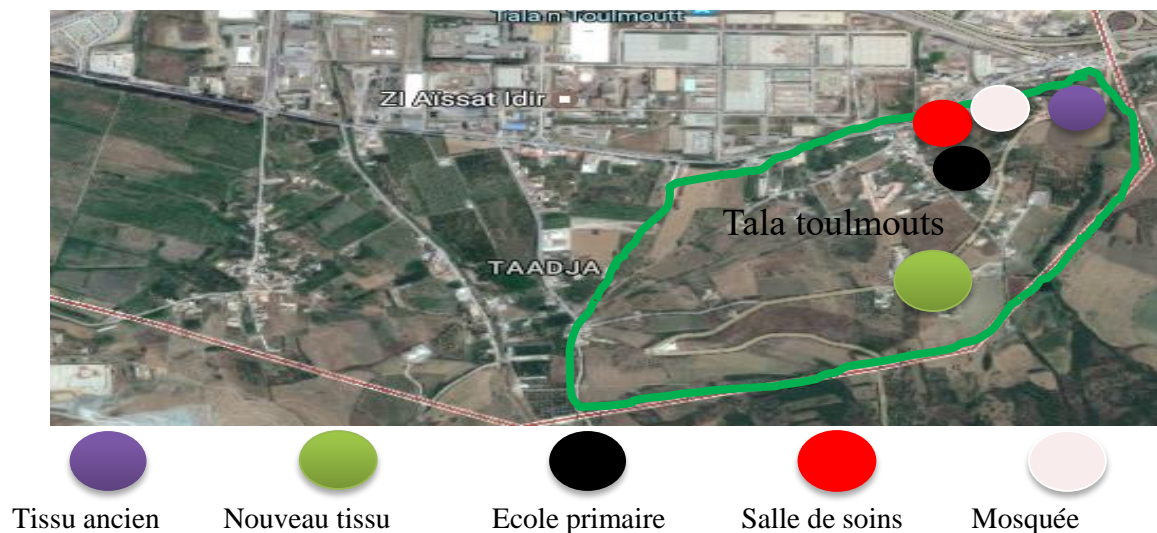 Tala n Toulmoutt
ZI Aïssat Idir
Tala toulmouts
TAADJA
Tissu ancien
Nouveau tissu
Ecole primaire
Salle de soins
Mosquée